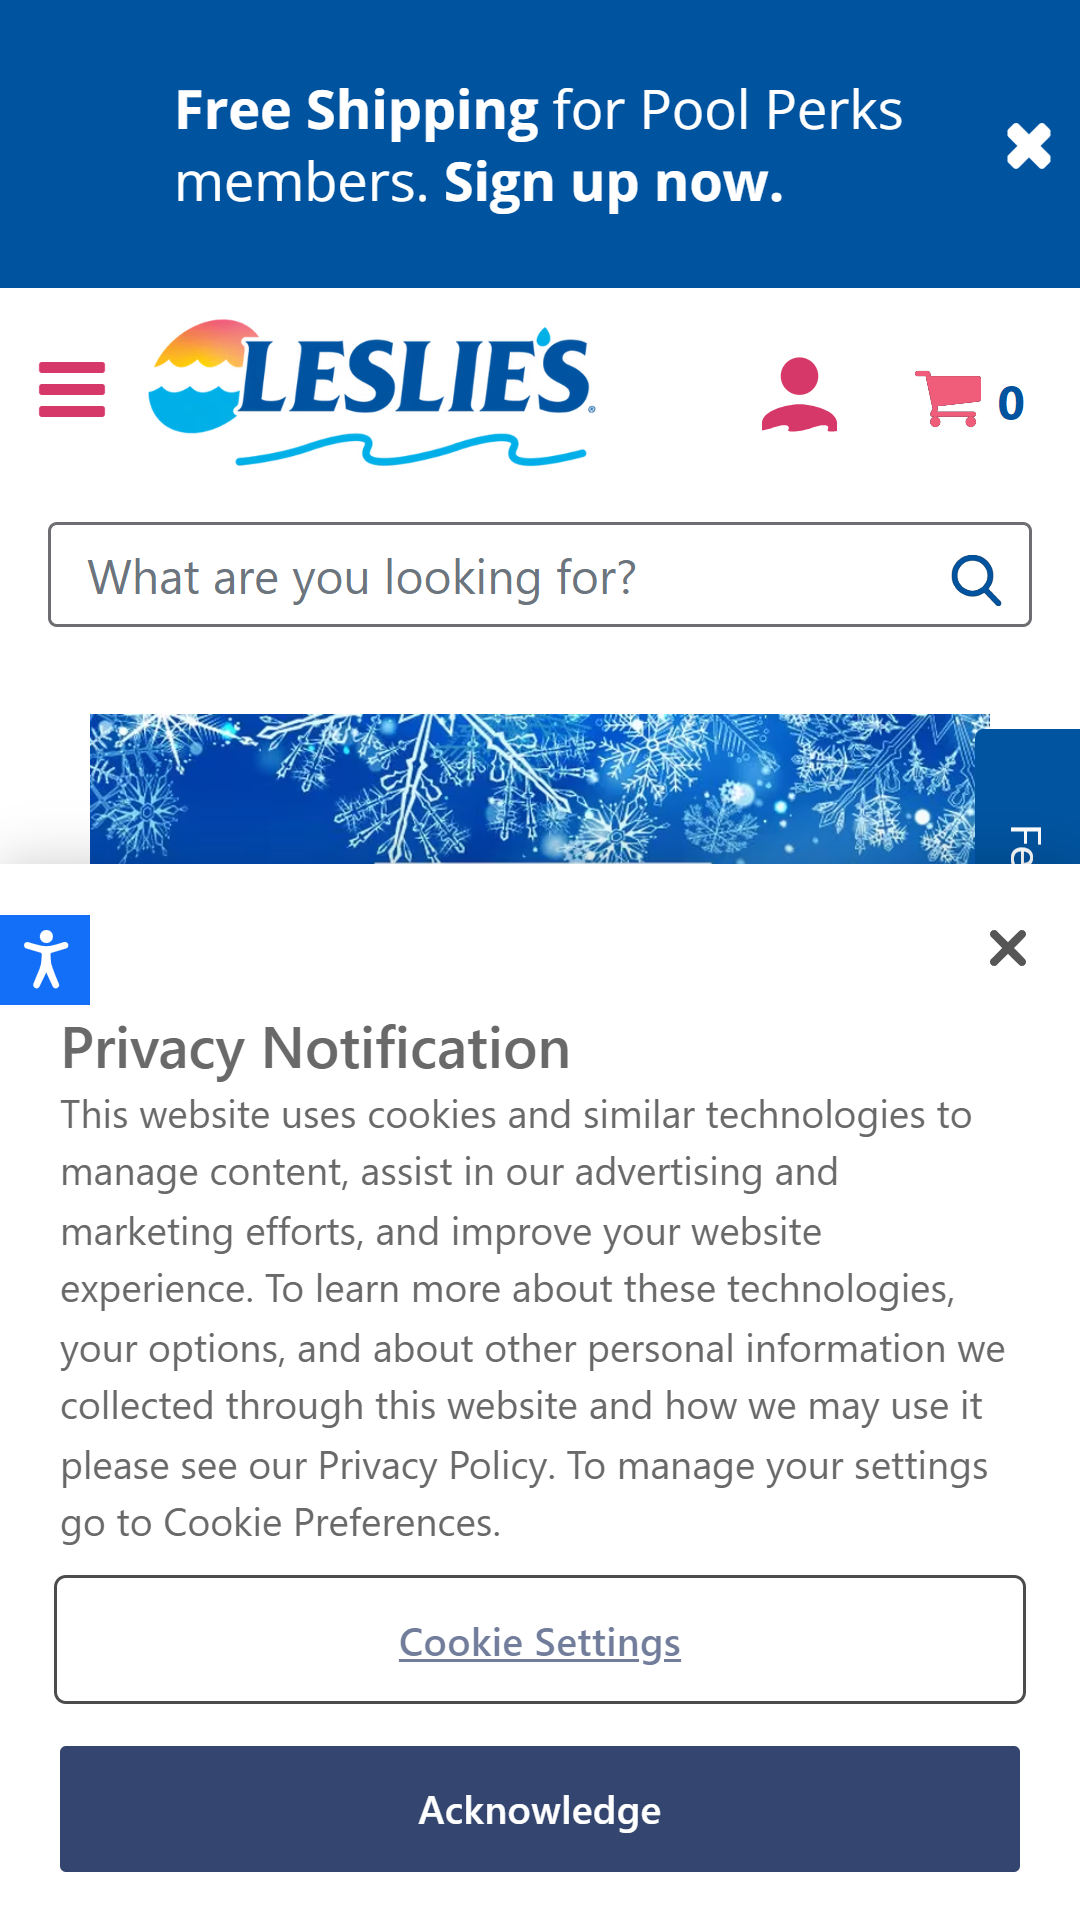 Free Shipping for Pool Perks
members. Sign up now.
LESLIE'S®
0
What are you looking for?
Fe
Privacy Notification
This website uses cookies and similar technologies to
manage content, assist in our advertising and
marketing efforts, and improve your website
experience. To learn more about these technologies,
your options, and about other personal information we
collected through this website and how we may use it
please see our Privacy Policy. To manage your settings
go to Cookie Preferences.
Cookie Settings
Acknowledge